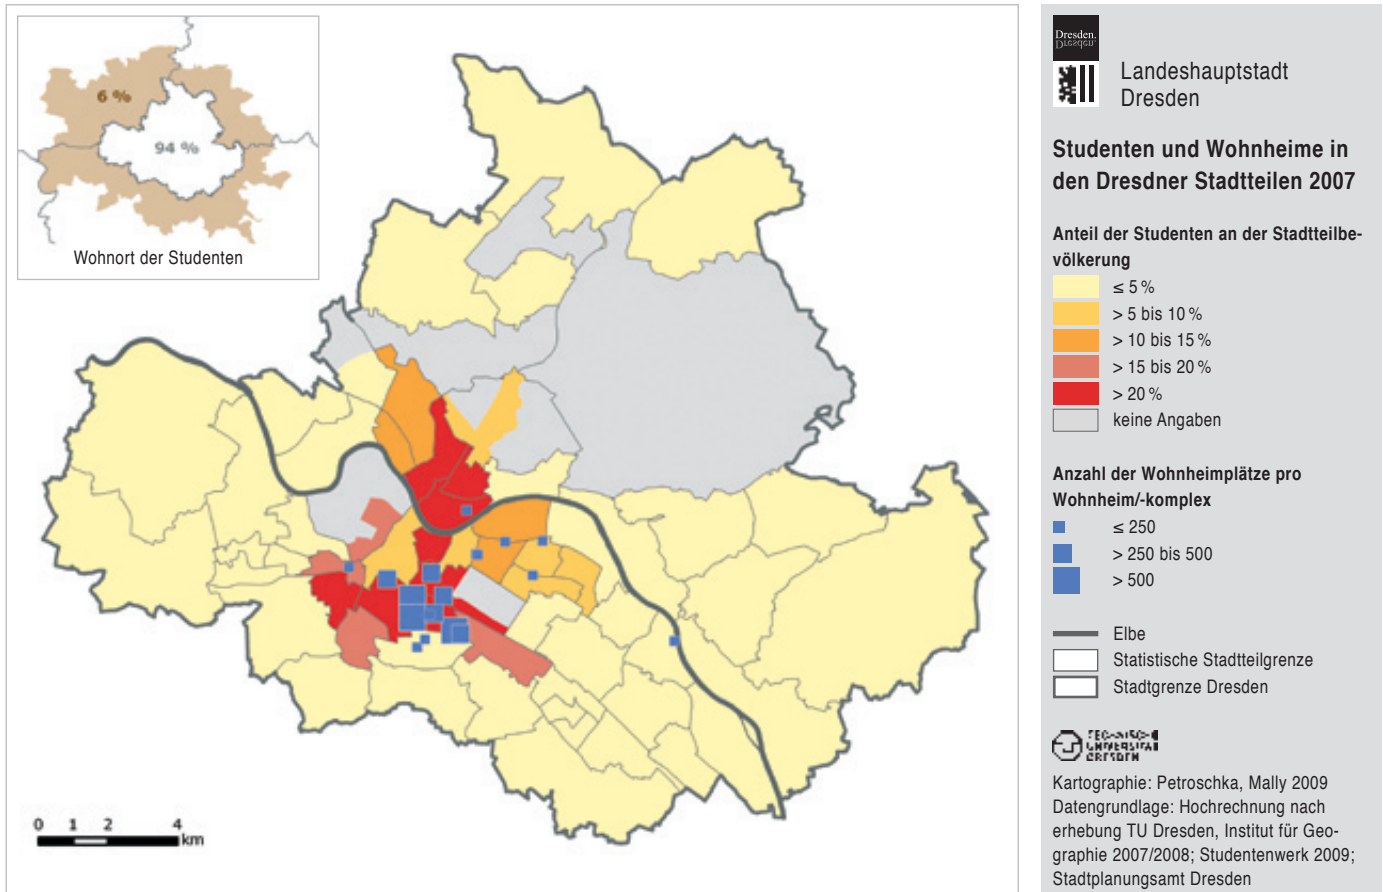 6 %
94 %
Wohnort der Studenten
0 1 2 4
km
Dresden.
Dresden.
Landeshauptstadt
Dresden
Studenten und Wohnheime in
den Dresdner Stadtteilen 2007
Anteil der Studenten an der Stadtteilbe-
völkerung
≤ 5 %
> 5 bis 10 %
> 10 bis 15 %
> 15 bis 20 %
> 20 %
keine Angaben
Anzahl der Wohnheimplätze pro
Wohnheim/-komplex
≤ 250
> 250 bis 500
> 500
Elbe
Statistische Stadtteilgrenze
Stadtgrenze Dresden
TECHNISCHE
UNIVERSITÄT
DRESDEN
Kartographie: Petroschka, Mally 2009
Datengrundlage: Hochrechnung nach
erhebung TU Dresden, Institut für Geo-
graphie 2007/2008; Studentenwerk 2009;
Stadtplanungsamt Dresden